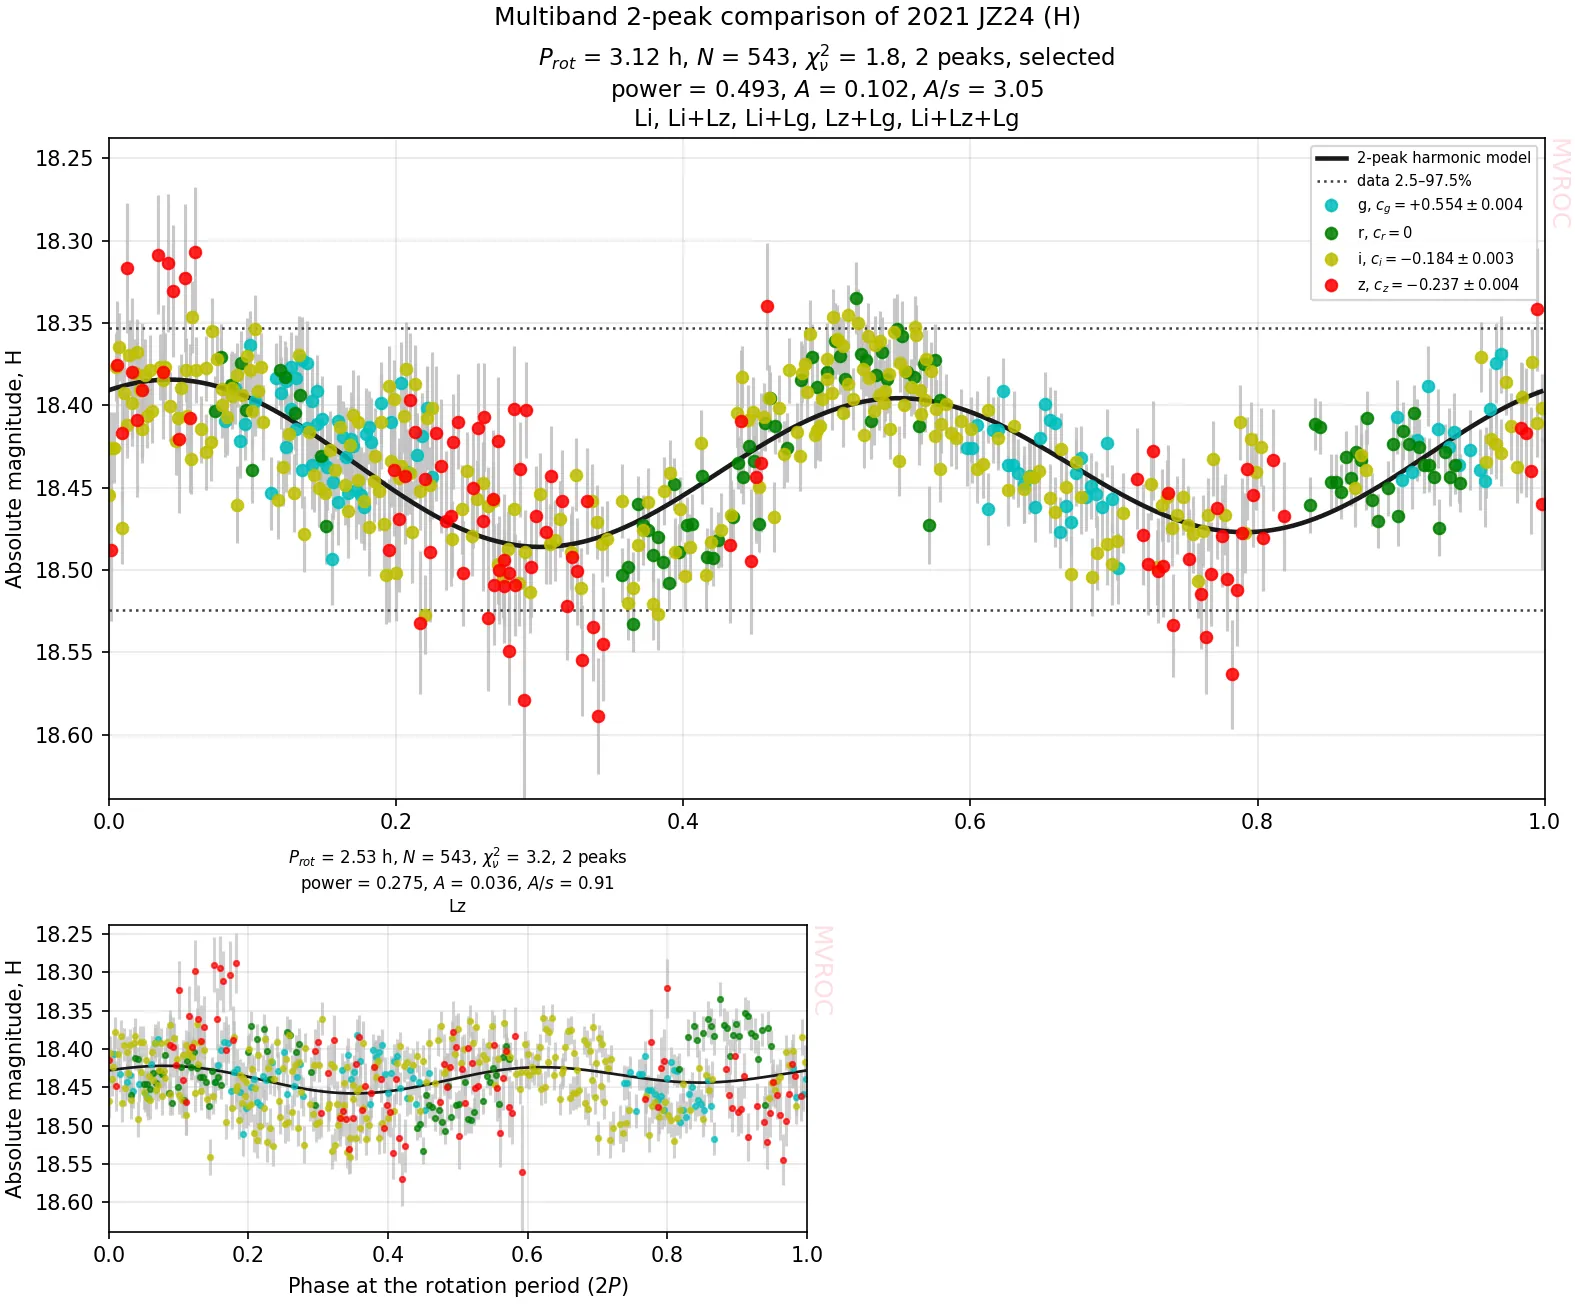 Multiband 2-peak comparison of 2021 JZ24 (H)
P_rot = 3.12 h, N = 543, χ²_ν = 1.8, 2 peaks, selected
power = 0.493, A = 0.102, A/s = 3.05
Li, Li+Lz, Li+Lg, Lz+Lg, Li+Lz+Lg
MVROC
2-peak harmonic model
data 2.5–97.5%
g, c_g = +0.554 ± 0.004
r, c_r = 0
i, c_i = −0.184 ± 0.003
z, c_z = −0.237 ± 0.004
Absolute magnitude, H
18.25
18.30
18.35
18.40
18.45
18.50
18.55
18.60
0.0 0.2 0.4 0.6 0.8 1.0
P_rot = 2.53 h, N = 543, χ²_ν = 3.2, 2 peaks
power = 0.275, A = 0.036, A/s = 0.91
Lz
MVROC
Absolute magnitude, H
18.25
18.30
18.35
18.40
18.45
18.50
18.55
18.60
0.0 0.2 0.4 0.6 0.8 1.0
Phase at the rotation period (2P)